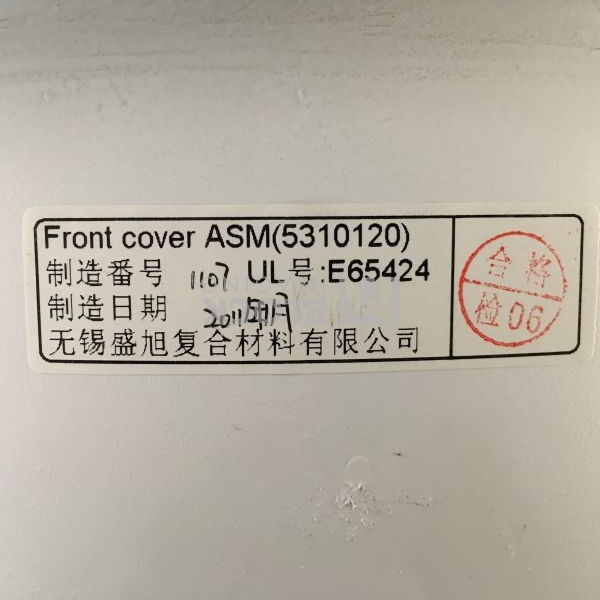 Front cover ASM(5310120)
制造番号 1107 UL号:E65424
制造日期 2011年 月
无锡盛旭复合材料有限公司
合格
检06